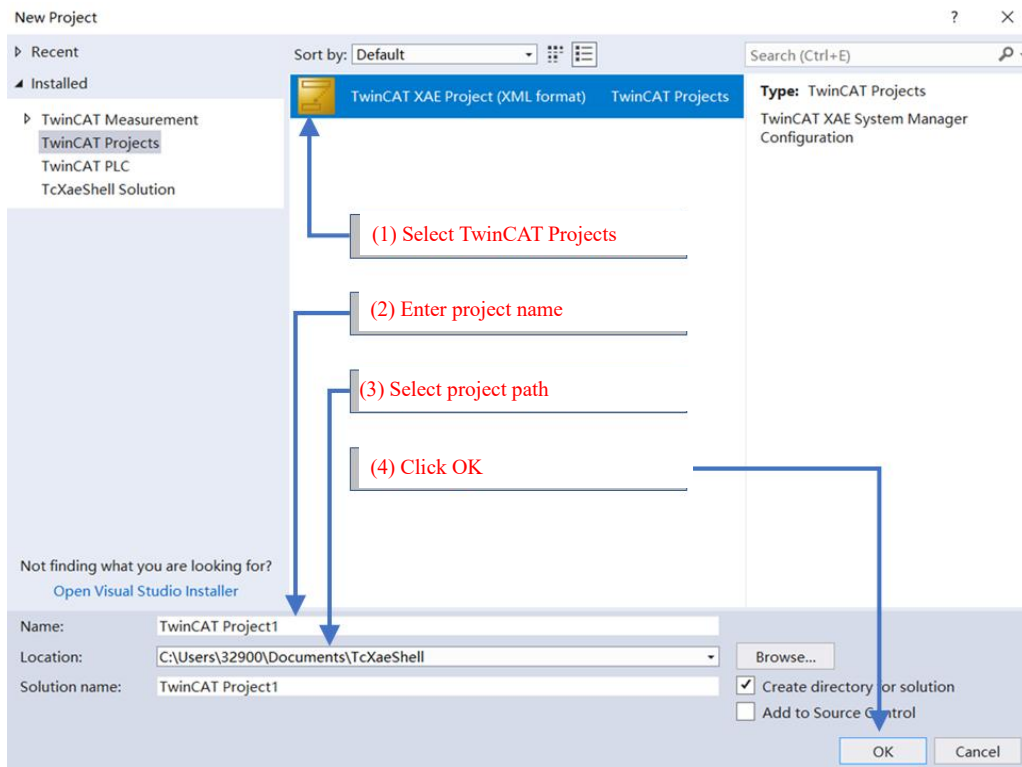 New Project
?
Recent
Installed
TwinCAT Measurement
TwinCAT Projects
TwinCAT PLC
TcXaeShell Solution
Not finding what you are looking for?
Open Visual Studio Installer
Sort by: Default
TwinCAT XAE Project (XML format) TwinCAT Projects
(1) Select TwinCAT Projects
(2) Enter project name
(3) Select project path
(4) Click OK
Search (Ctrl+E)
Type: TwinCAT Projects
TwinCAT XAE System Manager
Configuration
Name: TwinCAT Project1
Location: C:\Users\32900\Documents\TcXaeShell
Browse...
Solution name: TwinCAT Project1
Create directory for solution
Add to Source Control
OK Cancel